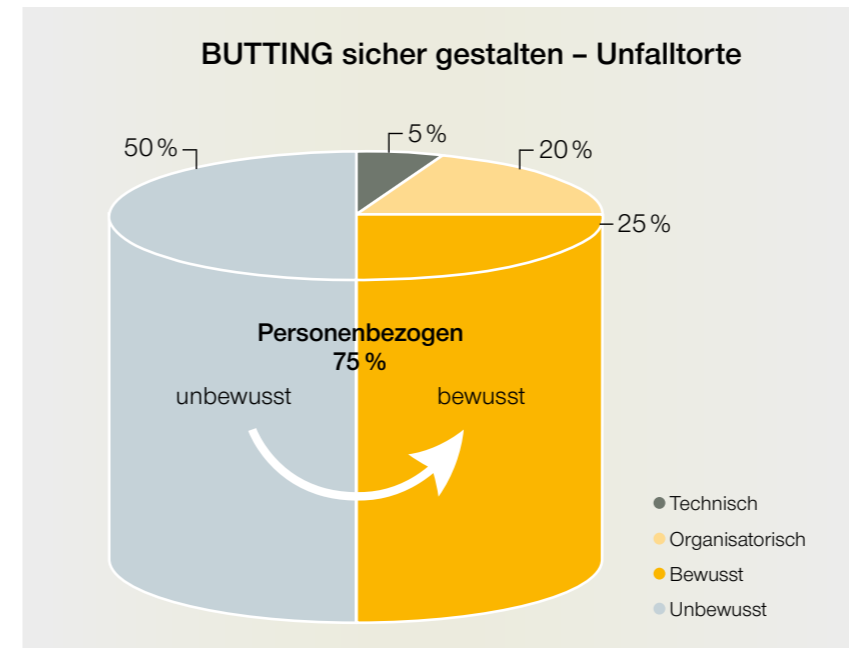 BUTTING sicher gestalten – Unfalltorte
50 %
5 %
20 %
25 %
Personenbezogen
75 %
unbewusst
bewusst
Technisch
Organisatorisch
Bewusst
Unbewusst